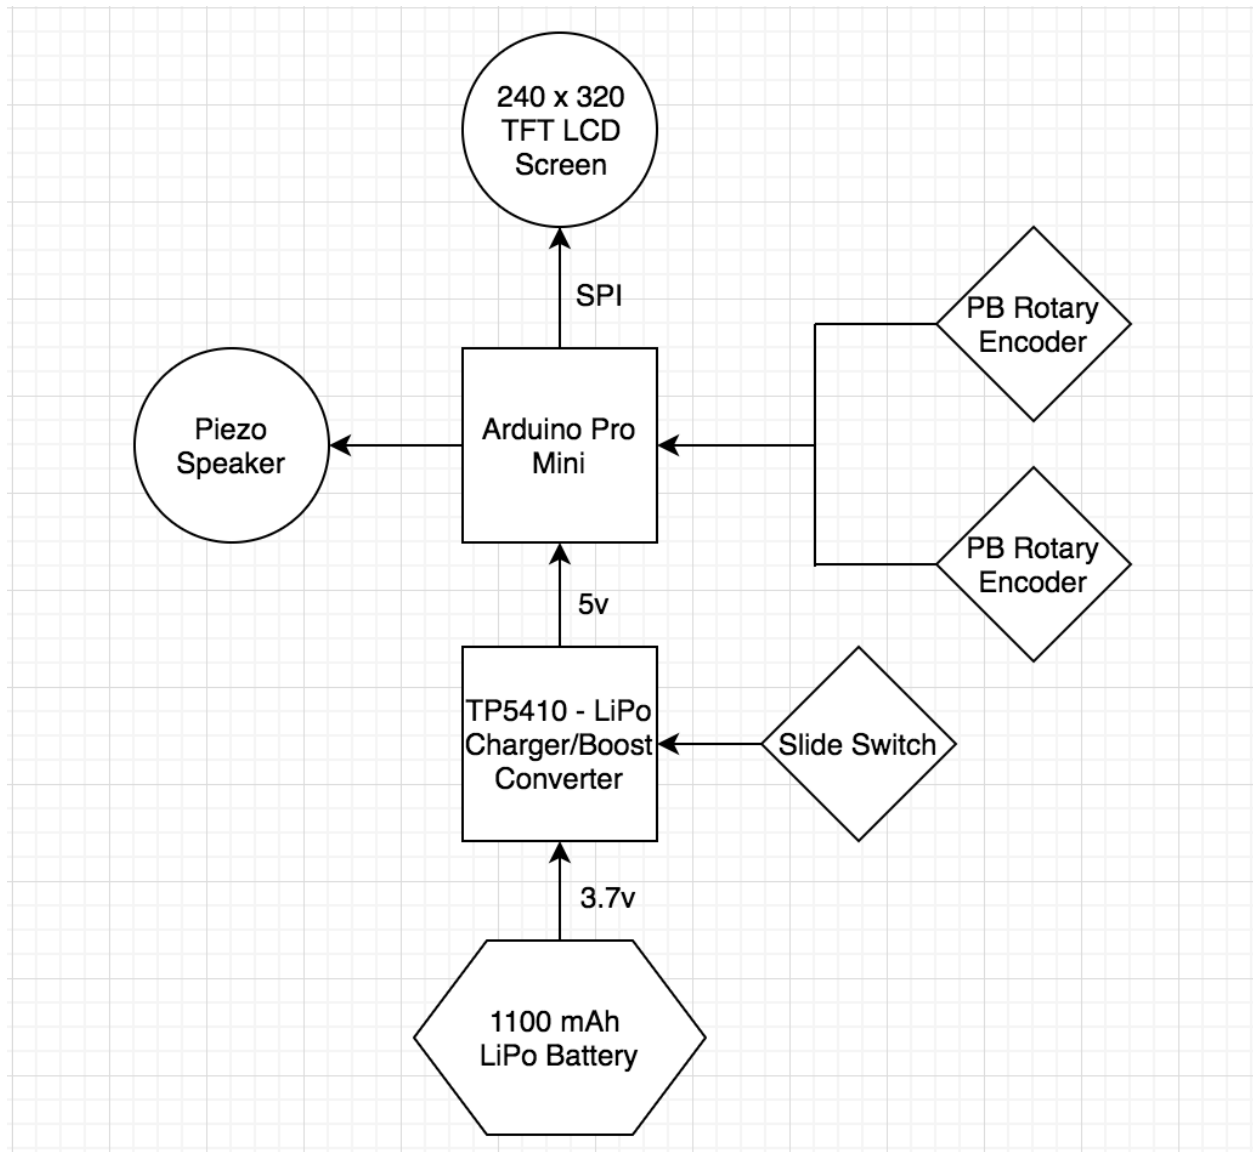 240 x 320
TFT LCD
Screen
SPI
PB Rotary
Encoder
Piezo
Speaker
Arduino Pro
Mini
PB Rotary
Encoder
5v
TP5410 - LiPo
Charger/Boost
Converter
Slide Switch
3.7v
1100 mAh
LiPo Battery